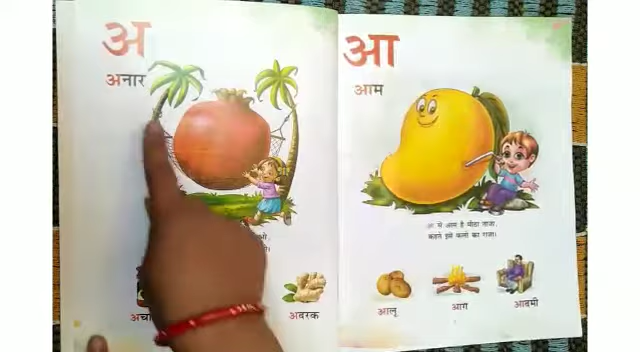 अ
अनार
अदरक
आ
आम
आ से आम है मीठा ताजा,
कहते इसे फलों का राजा।
आलू
आग
आदमी